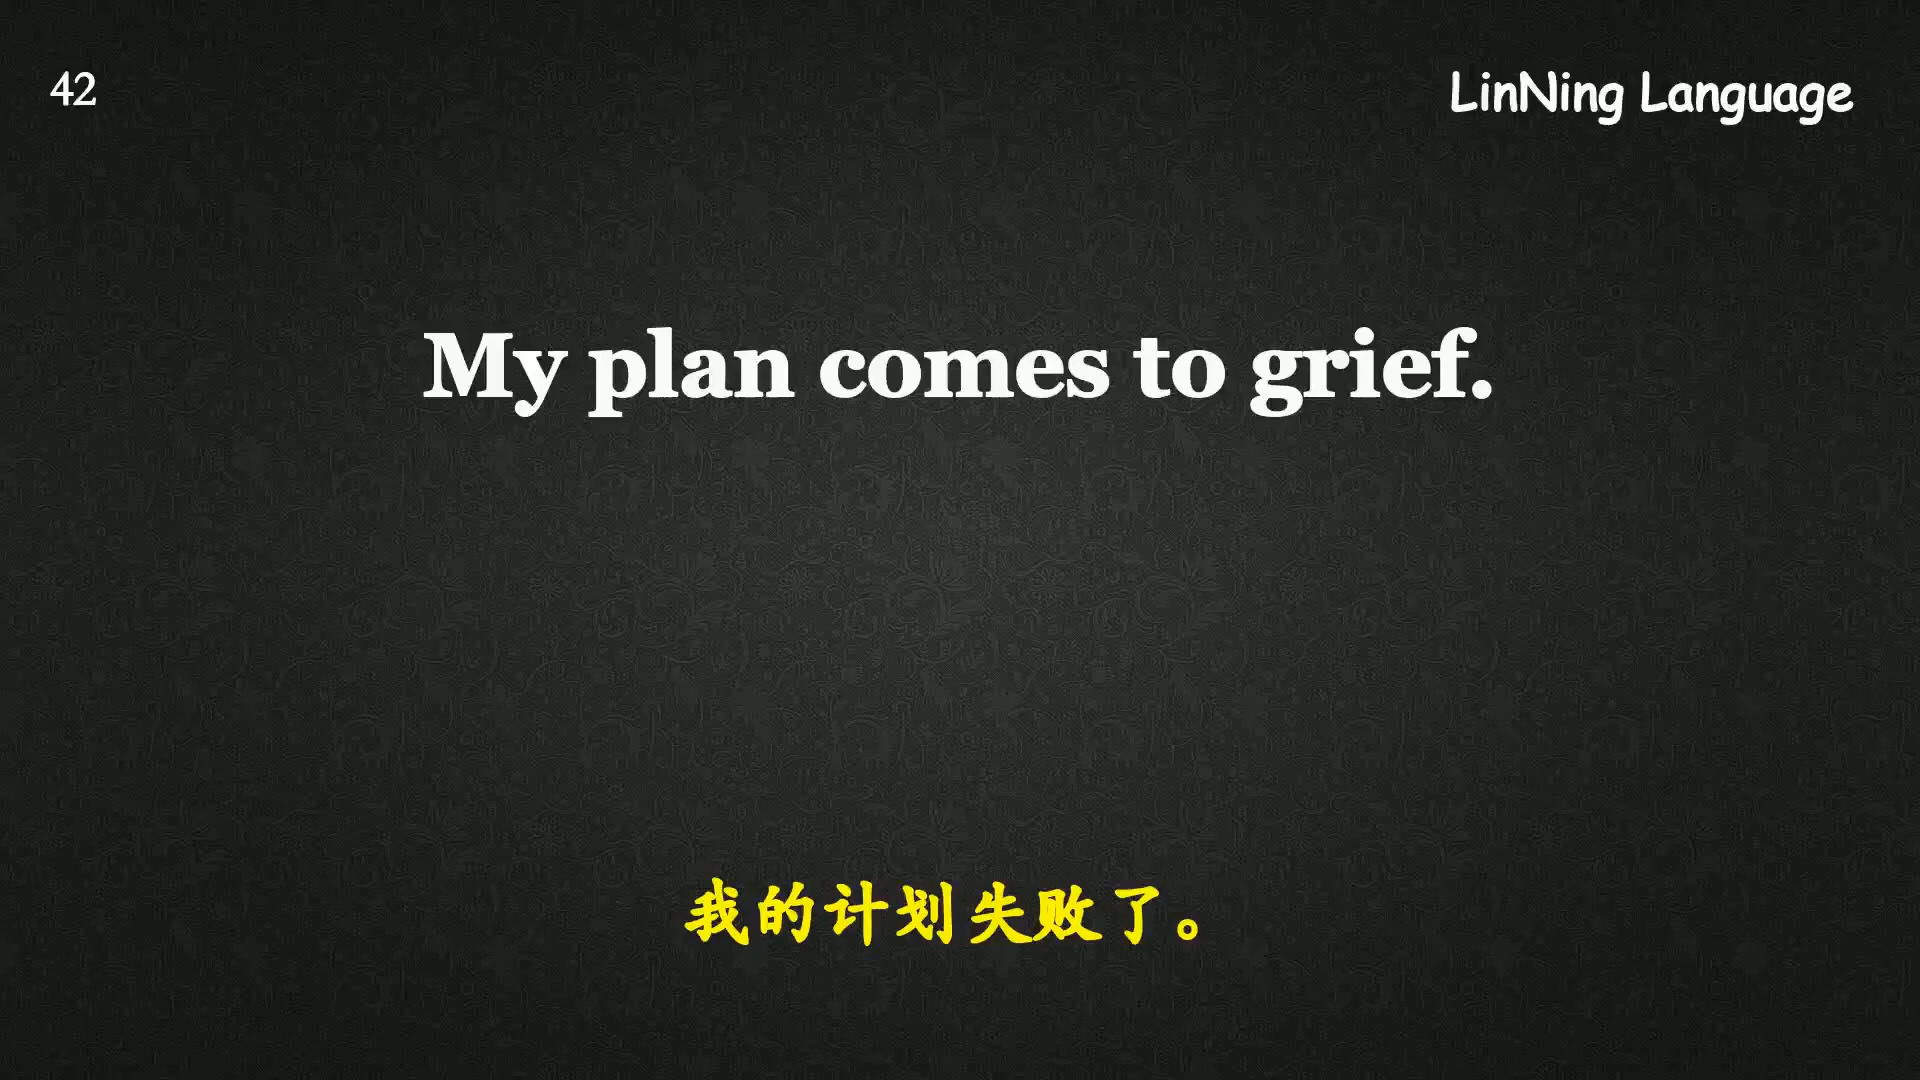 42
LinNing Language
My plan comes to grief.
我的计划失败了。